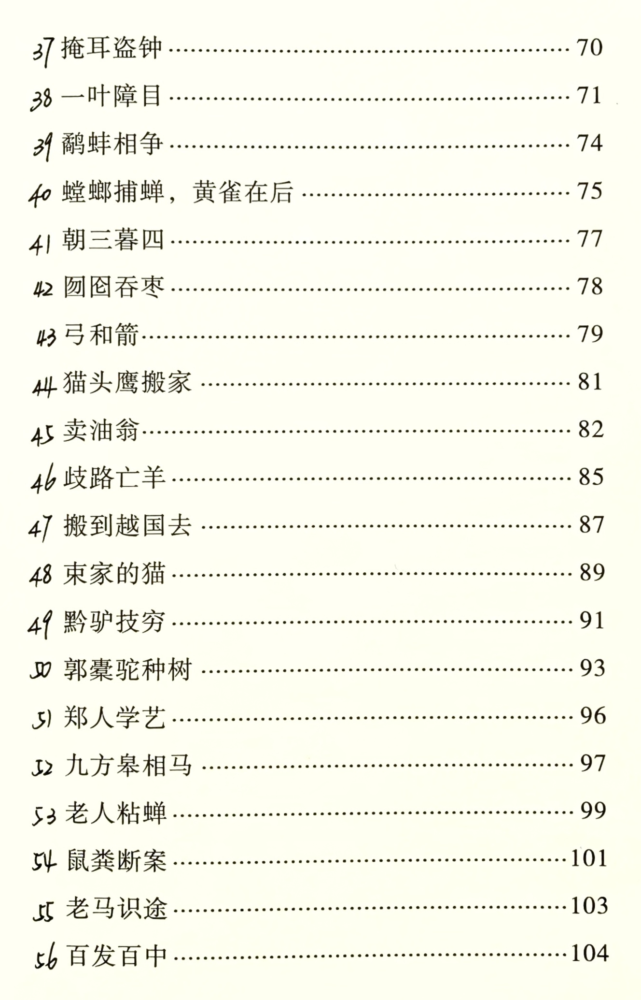 37 掩耳盗钟 …… 70
38 一叶障目 …… 71
39 鹬蚌相争 …… 74
40 螳螂捕蝉，黄雀在后 …… 75
41 朝三暮四 …… 77
42 囫囵吞枣 …… 78
43 弓和箭 …… 79
44 猫头鹰搬家 …… 81
45 卖油翁 …… 82
46 歧路亡羊 …… 85
47 搬到越国去 …… 87
48 束家的猫 …… 89
49 黔驴技穷 …… 91
50 郭橐驼种树 …… 93
51 郑人学艺 …… 96
52 九方皋相马 …… 97
53 老人粘蝉 …… 99
54 鼠粪断案 …… 101
55 老马识途 …… 103
56 百发百中 …… 104